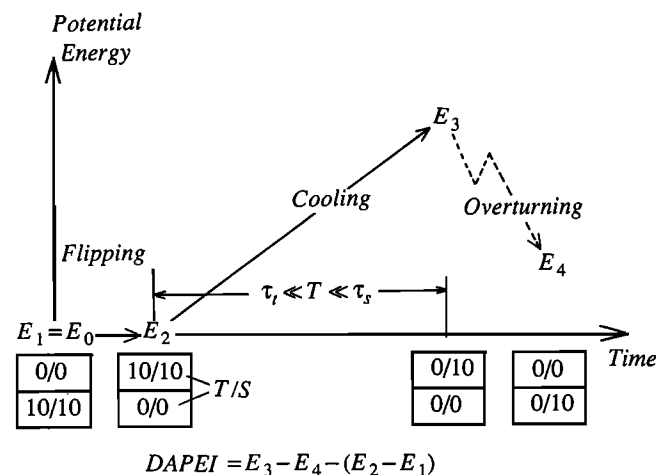 Potential
Energy
E₃
Cooling
Overturning
Flipping
E₄
τₜ ≪ T ≪ τₛ
E₁ = E₀
E₂
Time
0/0
10/10
T/S
0/10
0/0
10/10
0/0
0/0
0/10
DAPEI = E₃ − E₄ − (E₂ − E₁)